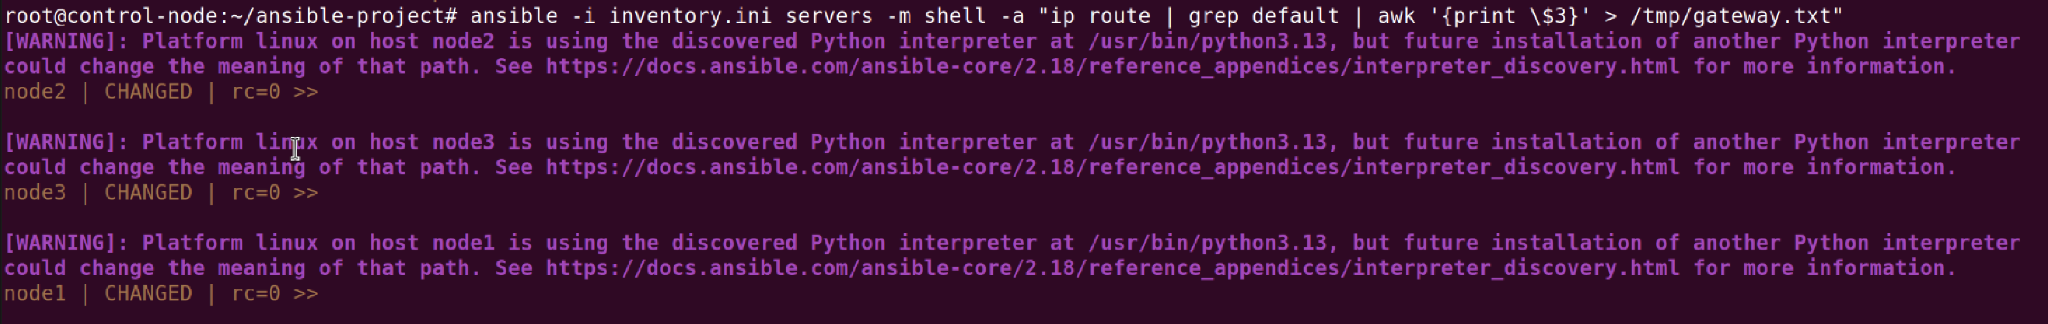 root@control-node:~/ansible-project# ansible -i inventory.ini servers -m shell -a "ip route | grep default | awk '{print \$3}' > /tmp/gateway.txt"
[WARNING]: Platform linux on host node2 is using the discovered Python interpreter at /usr/bin/python3.13, but future installation of another Python interpreter
could change the meaning of that path. See https://docs.ansible.com/ansible-core/2.18/reference_appendices/interpreter_discovery.html for more information.
node2 | CHANGED | rc=0 >>
[WARNING]: Platform linux on host node3 is using the discovered Python interpreter at /usr/bin/python3.13, but future installation of another Python interpreter
could change the meaning of that path. See https://docs.ansible.com/ansible-core/2.18/reference_appendices/interpreter_discovery.html for more information.
node3 | CHANGED | rc=0 >>
[WARNING]: Platform linux on host node1 is using the discovered Python interpreter at /usr/bin/python3.13, but future installation of another Python interpreter
could change the meaning of that path. See https://docs.ansible.com/ansible-core/2.18/reference_appendices/interpreter_discovery.html for more information.
node1 | CHANGED | rc=0 >>